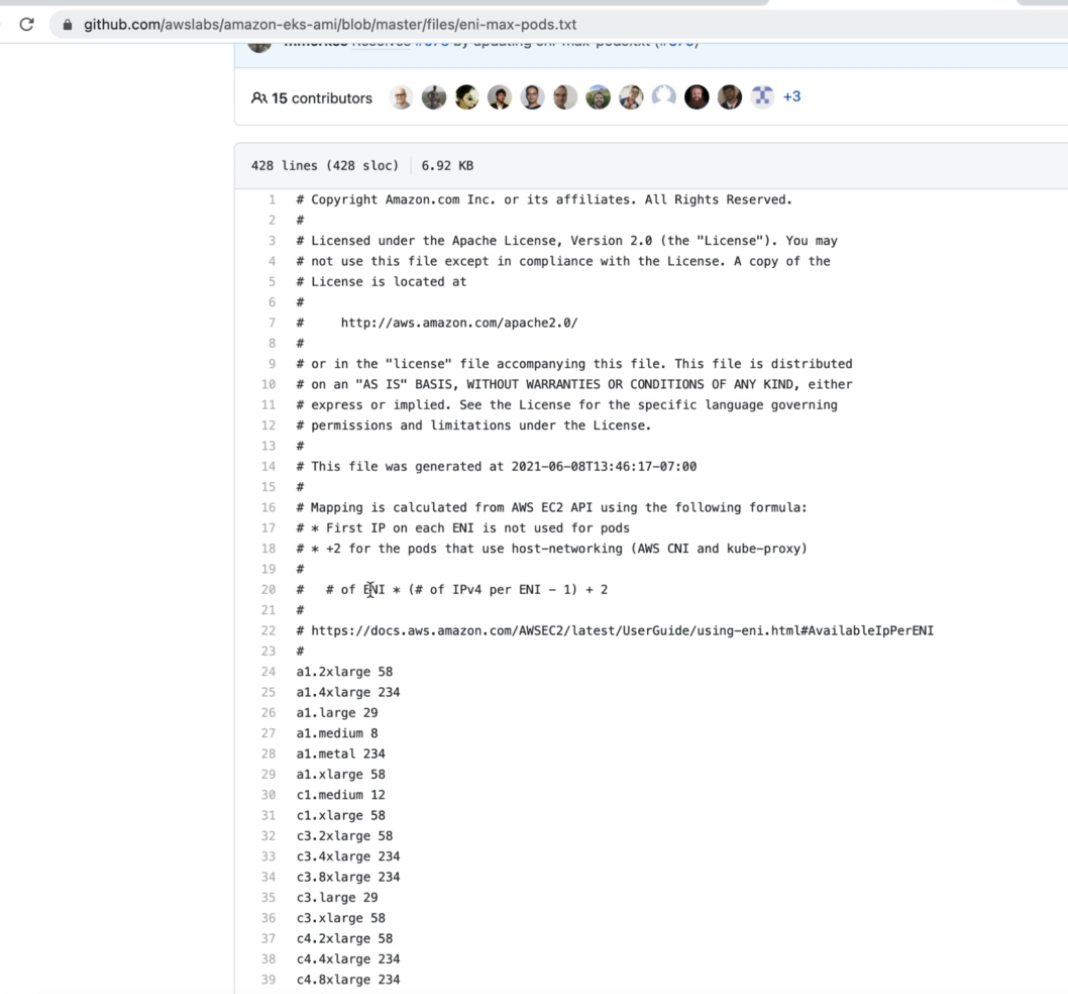 github.com/awslabs/amazon-eks-ami/blob/master/files/eni-max-pods.txt
by updating eni-max-pods.txt
15 contributors
+3
428 lines (428 sloc) 6.92 KB
1 # Copyright Amazon.com Inc. or its affiliates. All Rights Reserved.
2 #
3 # Licensed under the Apache License, Version 2.0 (the "License"). You may
4 # not use this file except in compliance with the License. A copy of the
5 # License is located at
6 #
7 #     http://aws.amazon.com/apache2.0/
8 #
9 # or in the "license" file accompanying this file. This file is distributed
10 # on an "AS IS" BASIS, WITHOUT WARRANTIES OR CONDITIONS OF ANY KIND, either
11 # express or implied. See the License for the specific language governing
12 # permissions and limitations under the License.
13 #
14 # This file was generated at 2021-06-08T13:46:17-07:00
15 #
16 # Mapping is calculated from AWS EC2 API using the following formula:
17 # * First IP on each ENI is not used for pods
18 # * +2 for the pods that use host-networking (AWS CNI and kube-proxy)
19 #
20 #   # of ENI * (# of IPv4 per ENI - 1) + 2
21 #
22 # https://docs.aws.amazon.com/AWSEC2/latest/UserGuide/using-eni.html#AvailableIpPerENI
23 #
24 a1.2xlarge 58
25 a1.4xlarge 234
26 a1.large 29
27 a1.medium 8
28 a1.metal 234
29 a1.xlarge 58
30 c1.medium 12
31 c1.xlarge 58
32 c3.2xlarge 58
33 c3.4xlarge 234
34 c3.8xlarge 234
35 c3.large 29
36 c3.xlarge 58
37 c4.2xlarge 58
38 c4.4xlarge 234
39 c4.8xlarge 234